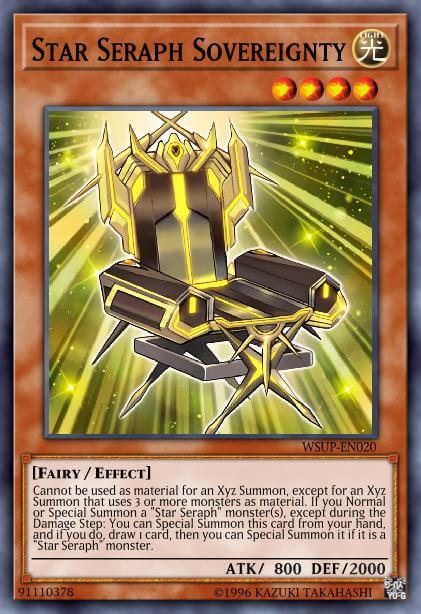 STAR SERAPH SOVEREIGNTY
LIGHT
光
WSUP-EN020
[FAIRY / EFFECT]
Cannot be used as material for an Xyz Summon, except for an Xyz
Summon that uses 3 or more monsters as material. If you Normal
or Special Summon a "Star Seraph" monster(s), except during the
Damage Step: You can Special Summon this card from your hand,
and if you do, draw 1 card, then you can Special Summon it if it is a
"Star Seraph" monster.
ATK/ 800 DEF/2000
91110378
©1996 KAZUKI TAKAHASHI